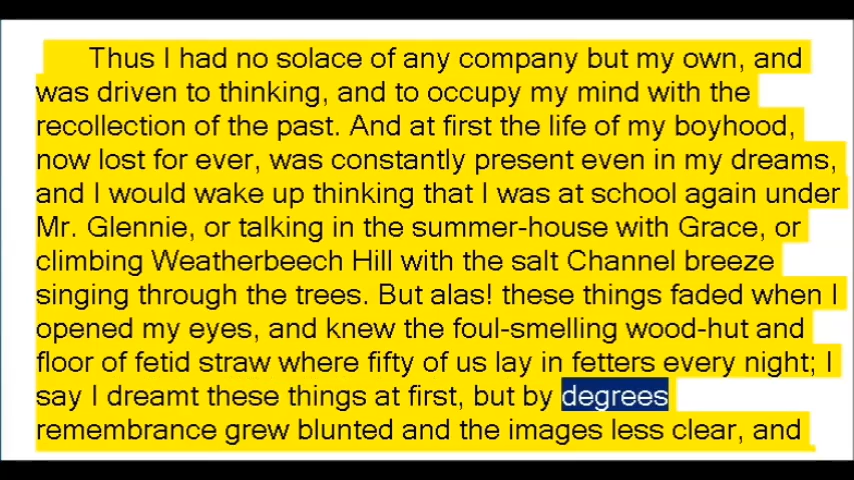 Thus I had no solace of any company but my own, and
was driven to thinking, and to occupy my mind with the
recollection of the past. And at first the life of my boyhood,
now lost for ever, was constantly present even in my dreams,
and I would wake up thinking that I was at school again under
Mr. Glennie, or talking in the summer-house with Grace, or
climbing Weatherbeech Hill with the salt Channel breeze
singing through the trees. But alas! these things faded when I
opened my eyes, and knew the foul-smelling wood-hut and
floor of fetid straw where fifty of us lay in fetters every night; I
say I dreamt these things at first, but by degrees
remembrance grew blunted and the images less clear, and